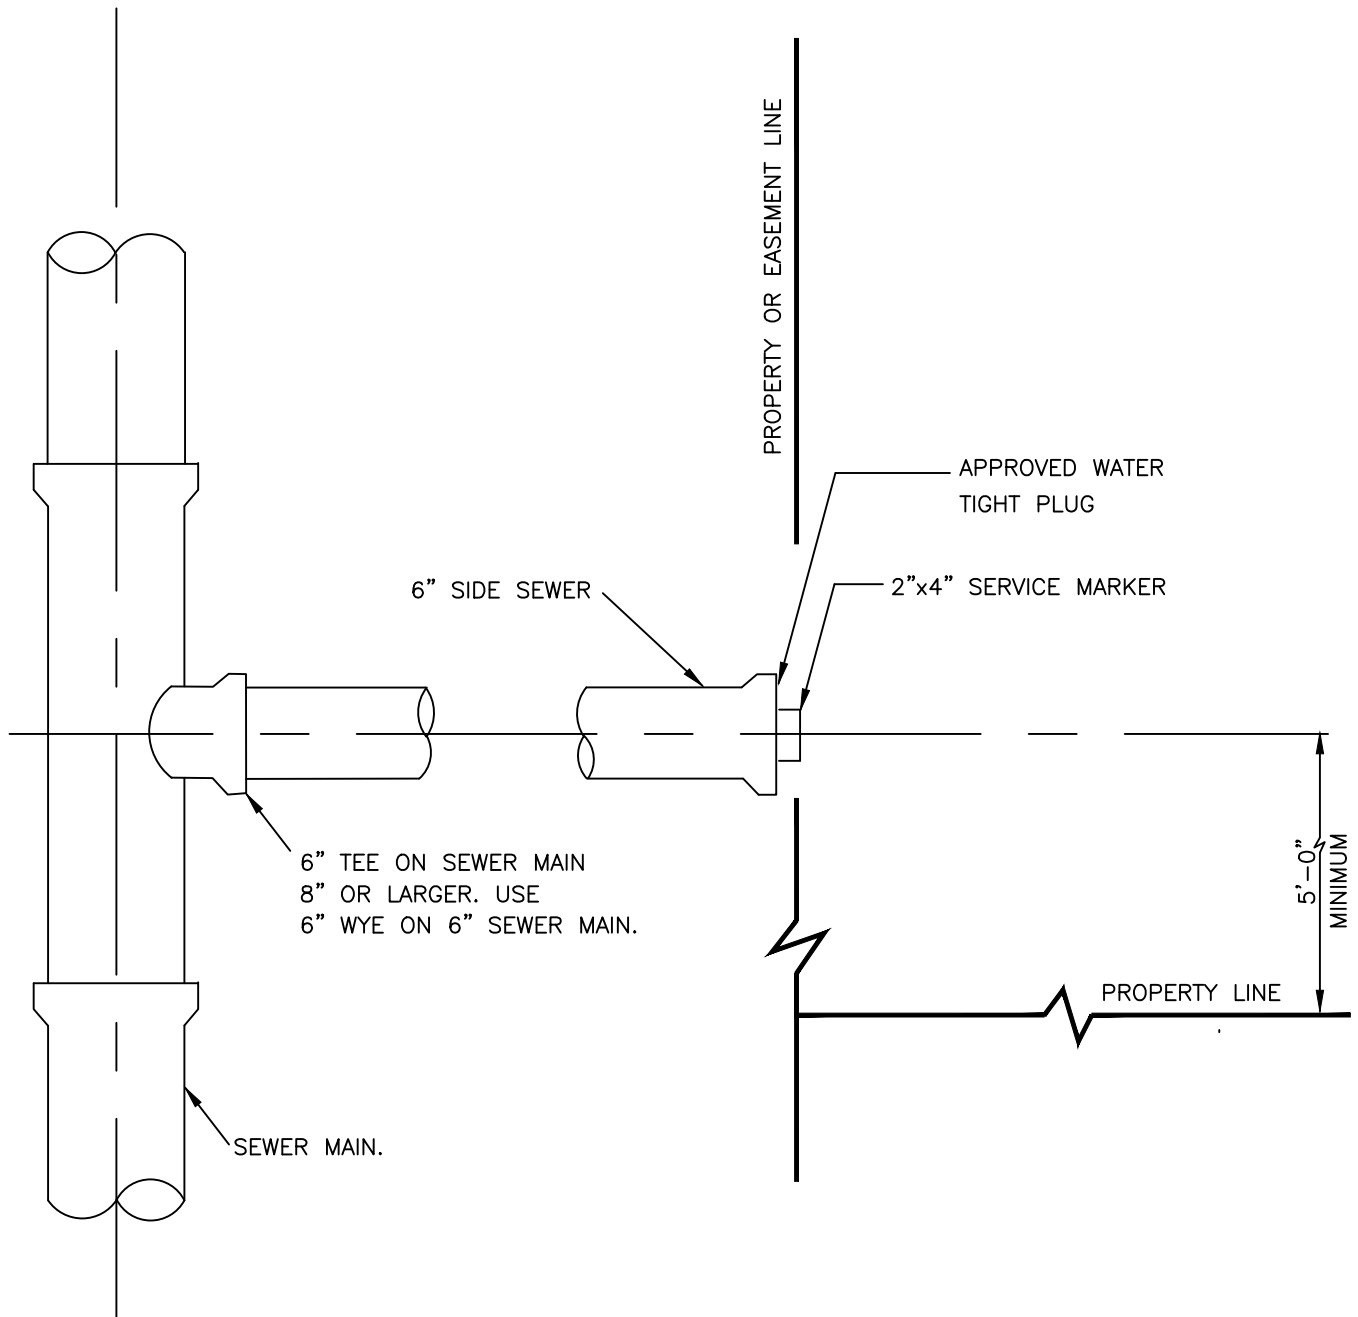 PROPERTY OR EASEMENT LINE
APPROVED WATER
TIGHT PLUG
6” SIDE SEWER
2”x4” SERVICE MARKER
6” TEE ON SEWER MAIN
8” OR LARGER. USE
6” WYE ON 6” SEWER MAIN.
5’-0”
MINIMUM
PROPERTY LINE
SEWER MAIN.